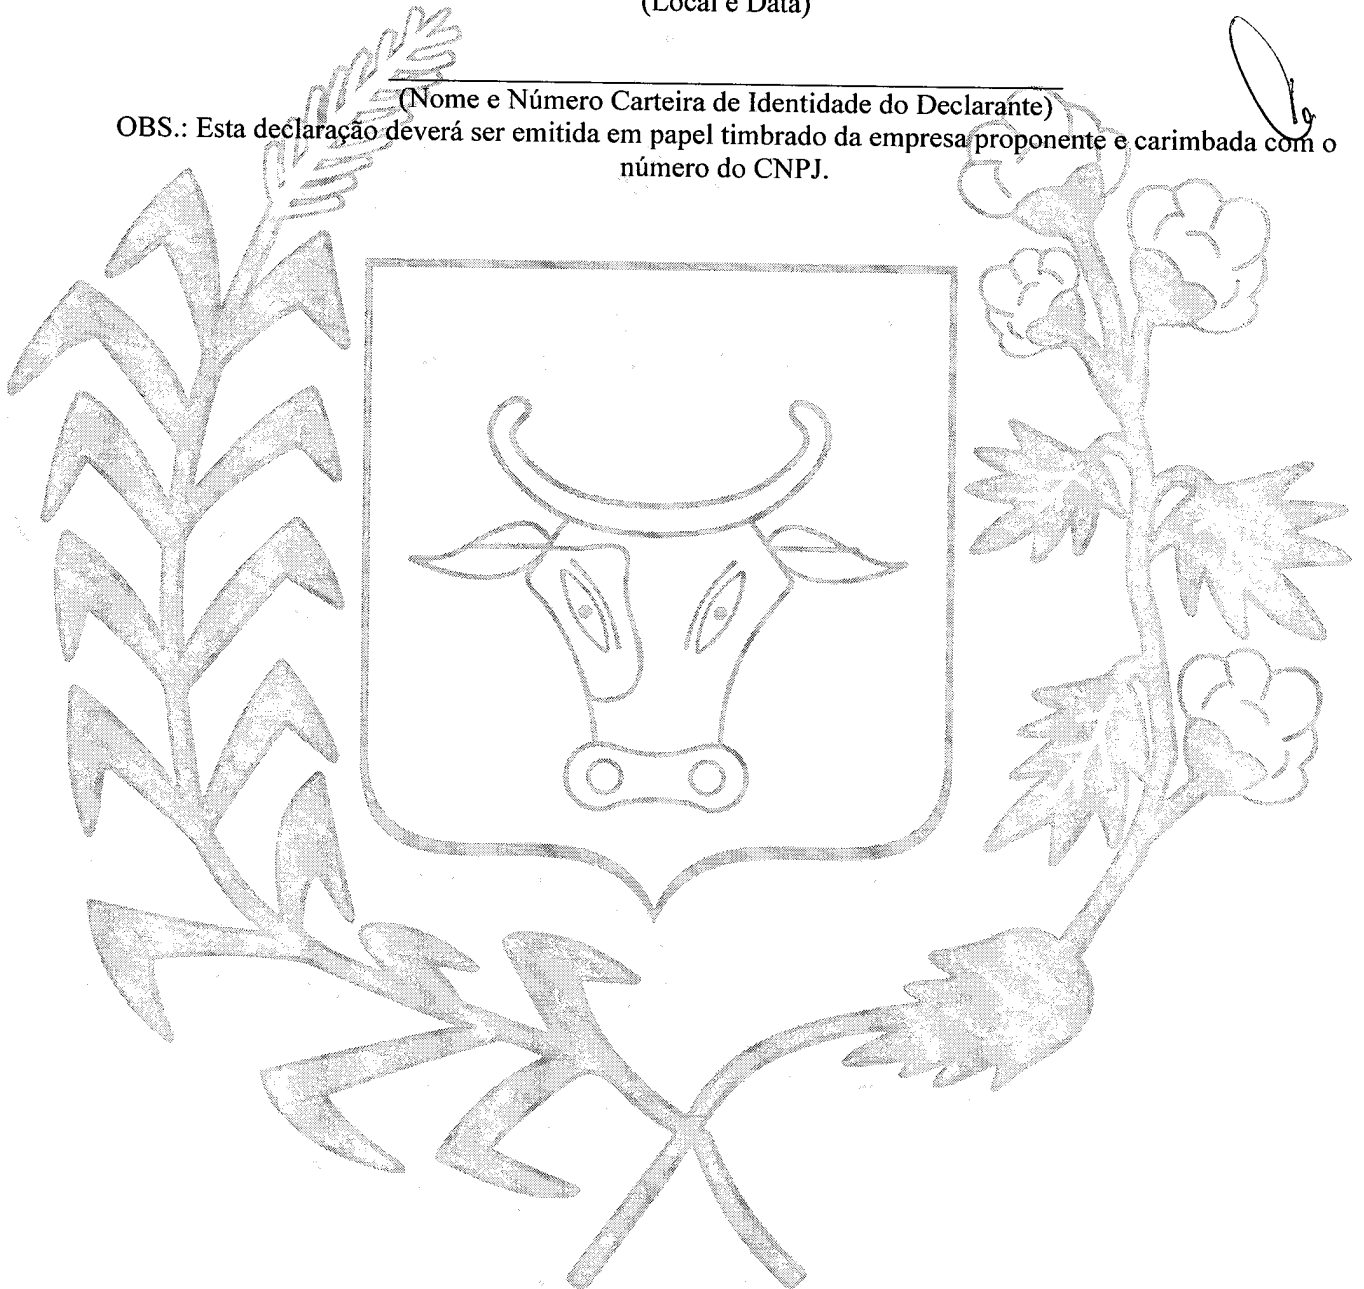 (Local e Data)
(Nome e Número Carteira de Identidade do Declarante)
OBS.: Esta declaração deverá ser emitida em papel timbrado da empresa proponente e carimbada com o
número do CNPJ.